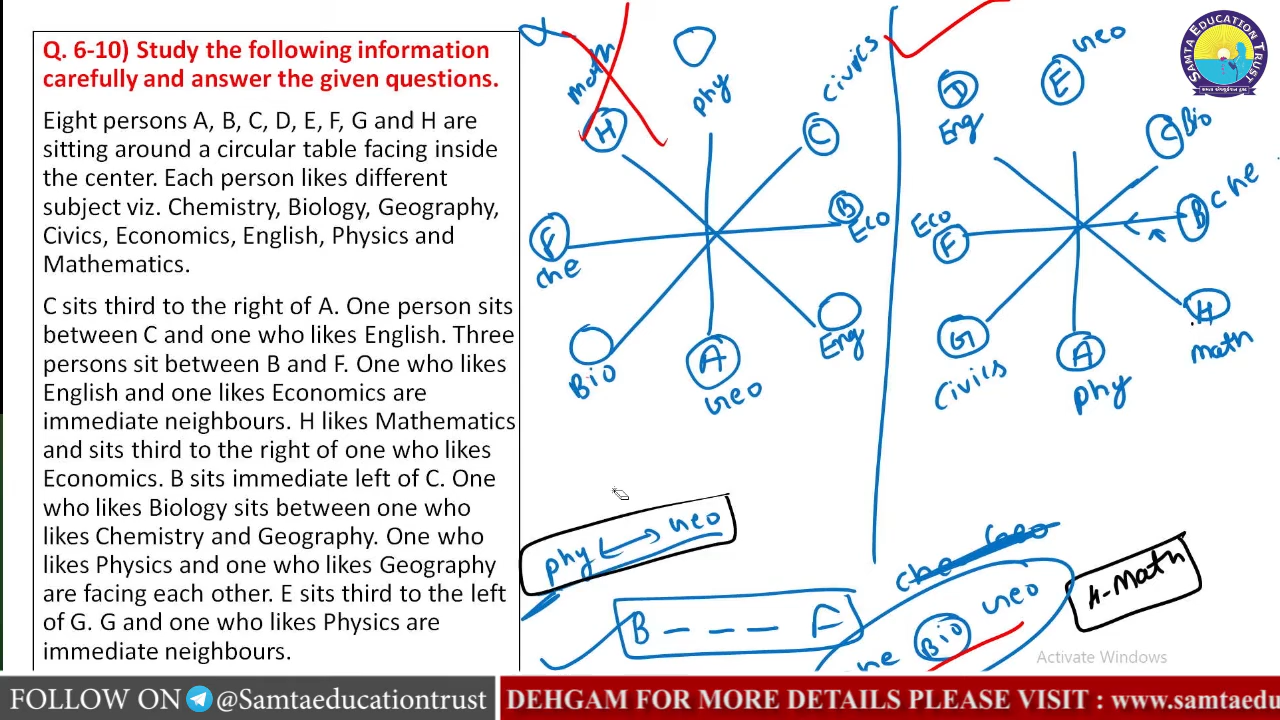 Q. 6-10) Study the following information
carefully and answer the given questions.
Eight persons A, B, C, D, E, F, G and H are
sitting around a circular table facing inside
the center. Each person likes different
subject viz. Chemistry, Biology, Geography,
Civics, Economics, English, Physics and
Mathematics.
C sits third to the right of A. One person sits
between C and one who likes English. Three
persons sit between B and F. One who likes
English and one likes Economics are
immediate neighbours. H likes Mathematics
and sits third to the right of one who likes
Economics. B sits immediate left of C. One
who likes Biology sits between one who
likes Chemistry and Geography. One who
likes Physics and one who likes Geography
are facing each other. E sits third to the left
of G. G and one who likes Physics are
immediate neighbours.
math
phy
civics
H
C
F
che
B
Eco
Bio
A
Geo
Eng
D
Eng
E
Geo
C
Bio
B
Che
Eco
F
G
civics
A
phy
H
math
phy Geo
B - - - F
che Geo
Bio
Geo
H-Math
SAMTA EDUCATION TRUST
Activate Windows
FOLLOW ON @Samtaeducationtrust DEHGAM FOR MORE DETAILS PLEASE VISIT : www.samtaedu